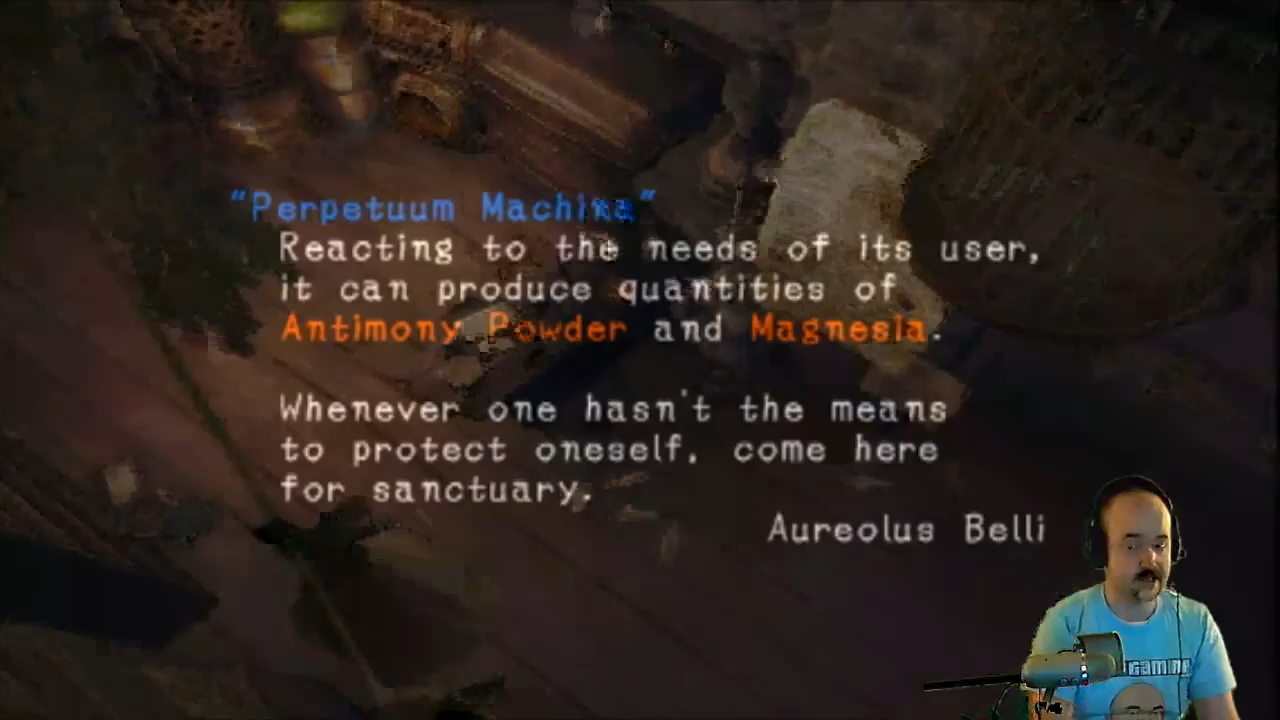 "Perpetuum Machina"
Reacting to the needs of its user,
it can produce quantities of
Antimony Powder and Magnesia.
Whenever one hasn't the means
to protect oneself, come here
for sanctuary.
Aureolus Belli
GAMING